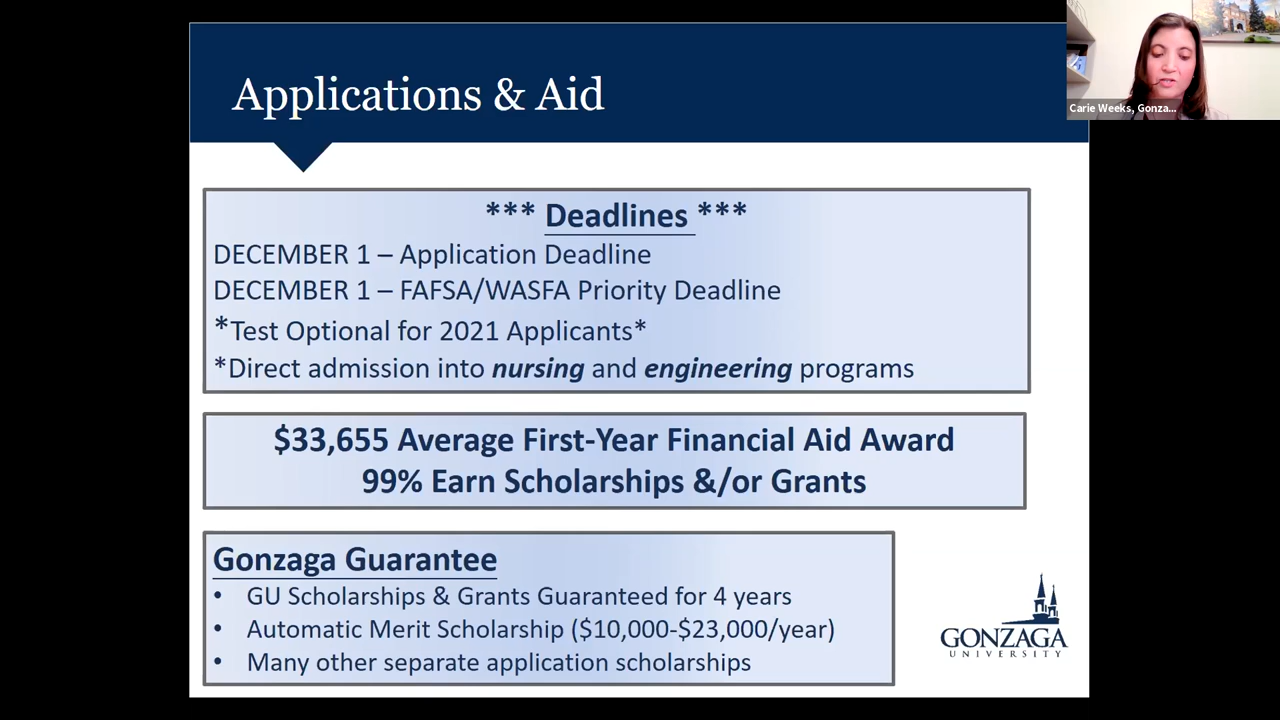 Applications & Aid
Carie Weeks, Gonza...
*** Deadlines ***
DECEMBER 1 – Application Deadline
DECEMBER 1 – FAFSA/WASFA Priority Deadline
*Test Optional for 2021 Applicants*
*Direct admission into nursing and engineering programs
$33,655 Average First-Year Financial Aid Award
99% Earn Scholarships &/or Grants
Gonzaga Guarantee
• GU Scholarships & Grants Guaranteed for 4 years
• Automatic Merit Scholarship ($10,000-$23,000/year)
• Many other separate application scholarships
GONZAGA
UNIVERSITY